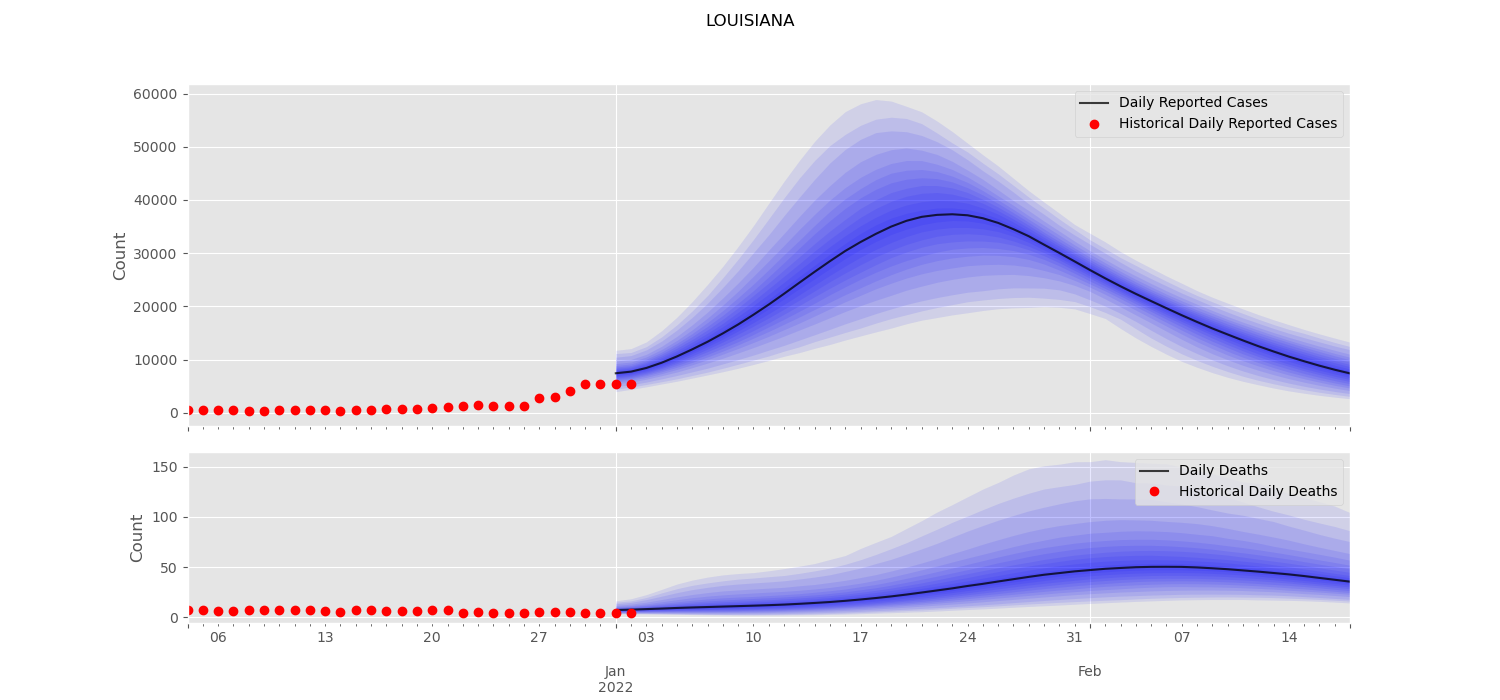 LOUISIANA
60000
50000
40000
30000
20000
10000
0
Count
Daily Reported Cases
Historical Daily Reported Cases
150
100
50
0
Count
Daily Deaths
Historical Daily Deaths
06 13 20 27 03 10 17 24 31 07 14
Jan Feb
2022